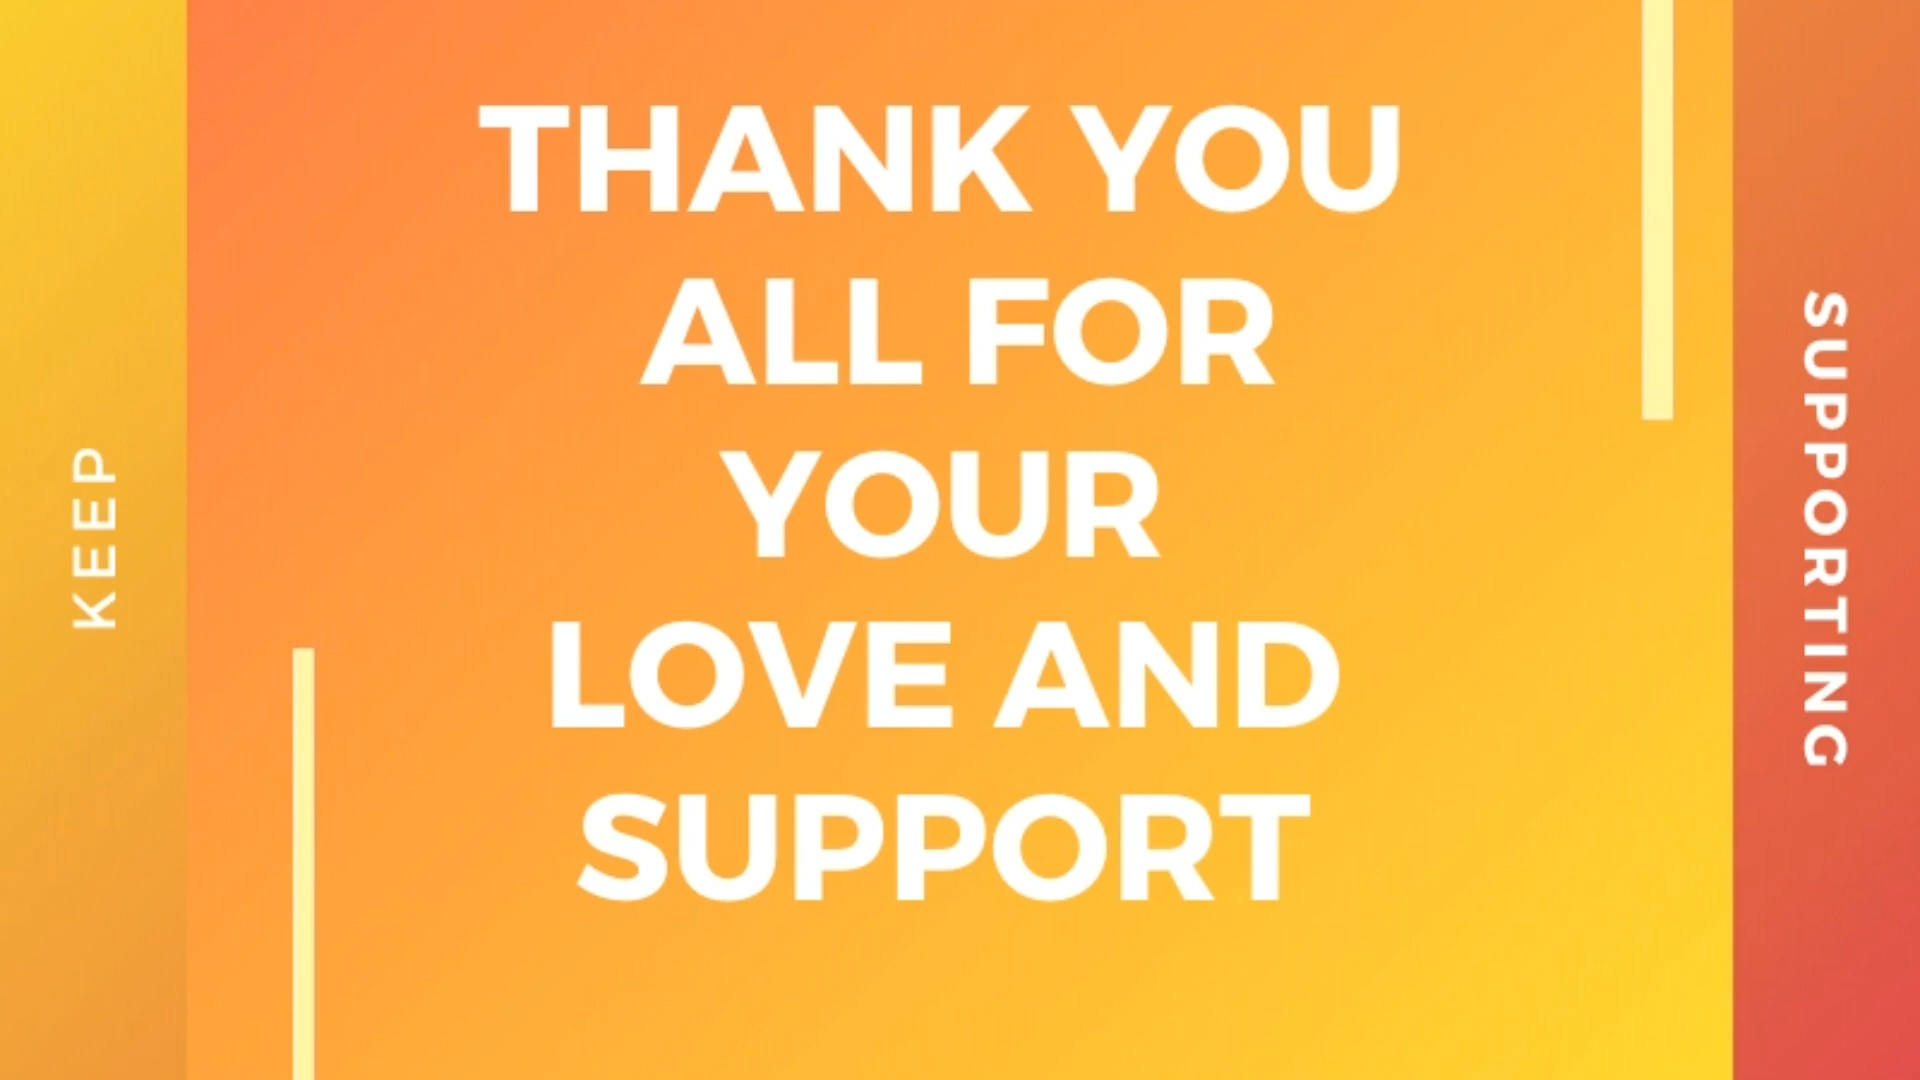 KEEP
THANK YOU
ALL FOR
YOUR
LOVE AND
SUPPORT
SUPPORTING